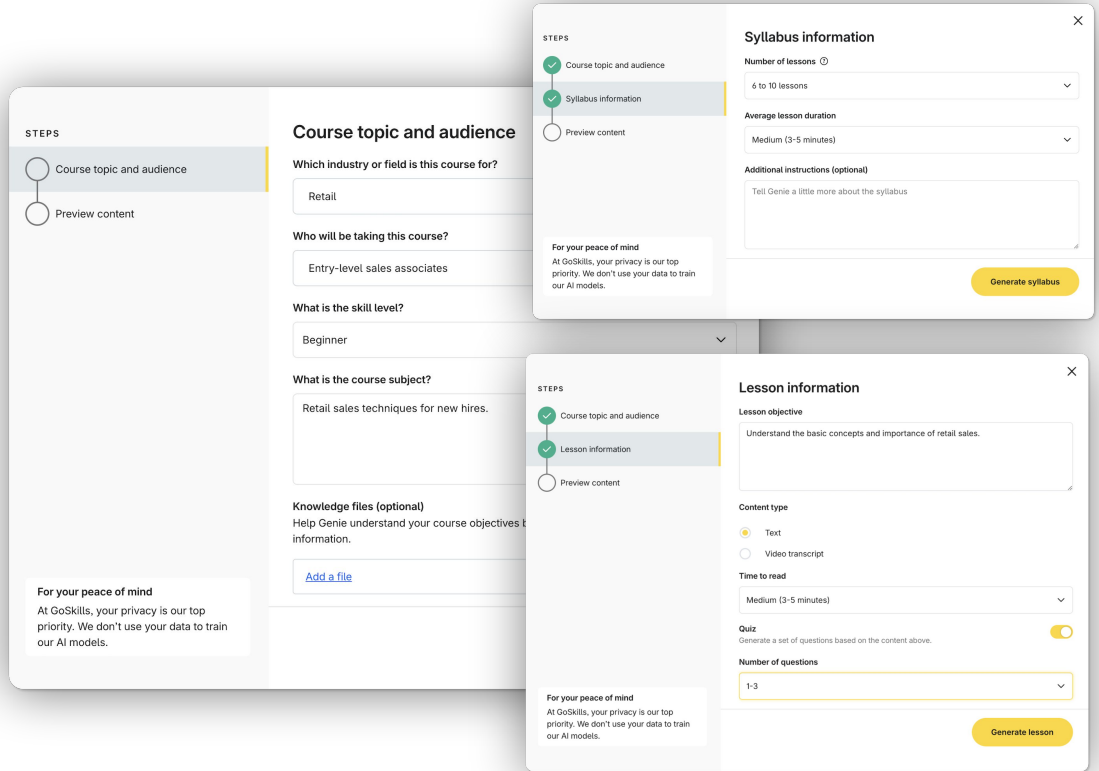 STEPS
Course topic and audience
Preview content
For your peace of mind
At GoSkills, your privacy is our top
priority. We don't use your data to train
our AI models.
Course topic and audience
Which industry or field is this course for?
Retail
Who will be taking this course?
Entry-level sales associates
What is the skill level?
Beginner
What is the course subject?
Retail sales techniques for new hires.
Knowledge files (optional)
Help Genie understand your course objectives
information.
Add a file
STEPS
Course topic and audience
Syllabus information
Preview content
For your peace of mind
At GoSkills, your privacy is our top
priority. We don't use your data to train
our AI models.
Syllabus information
Number of lessons ?
6 to 10 lessons
Average lesson duration
Medium (3-5 minutes)
Additional instructions (optional)
Tell Genie a little more about the syllabus
Generate syllabus
STEPS
Course topic and audience
Lesson information
Preview content
For your peace of mind
At GoSkills, your privacy is our top
priority. We don't use your data to train
our AI models.
Lesson information
Lesson objective
Understand the basic concepts and importance of retail sales.
Content type
Text
Video transcript
Time to read
Medium (3-5 minutes)
Quiz
Generate a set of questions based on the content above.
Number of questions
1-3
Generate lesson